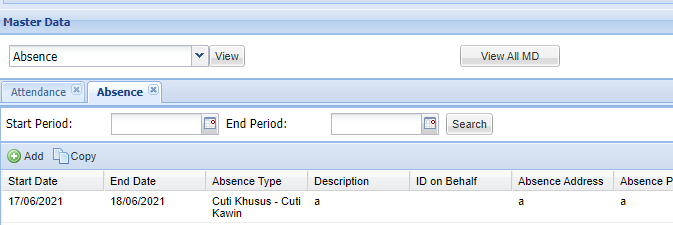 Master Data
Absence View View All MD
Attendance Absence
Start Period: End Period: Search
Add Copy
Start Date End Date Absence Type Description ID on Behalf Absence Address Absence P
17/06/2021 18/06/2021 Cuti Khusus - Cuti a a a
Kawin